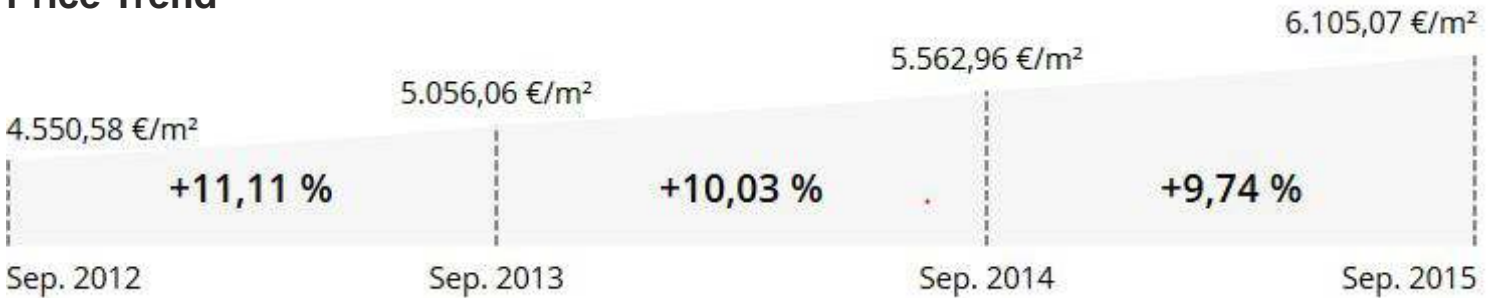 Price Trend
6.105,07 €/m²
5.562,96 €/m²
5.056,06 €/m²
4.550,58 €/m²
+11,11 % +10,03 % +9,74 %
Sep. 2012 Sep. 2013 Sep. 2014 Sep. 2015